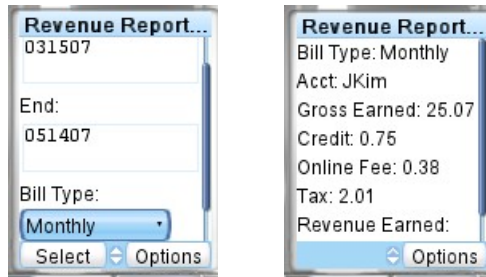 Revenue Report...
031507
End:
051407
Bill Type:
Monthly
Select Options
Revenue Report...
Bill Type: Monthly
Acct: JKim
Gross Earned: 25.07
Credit: 0.75
Online Fee: 0.38
Tax: 2.01
Revenue Earned:
Options